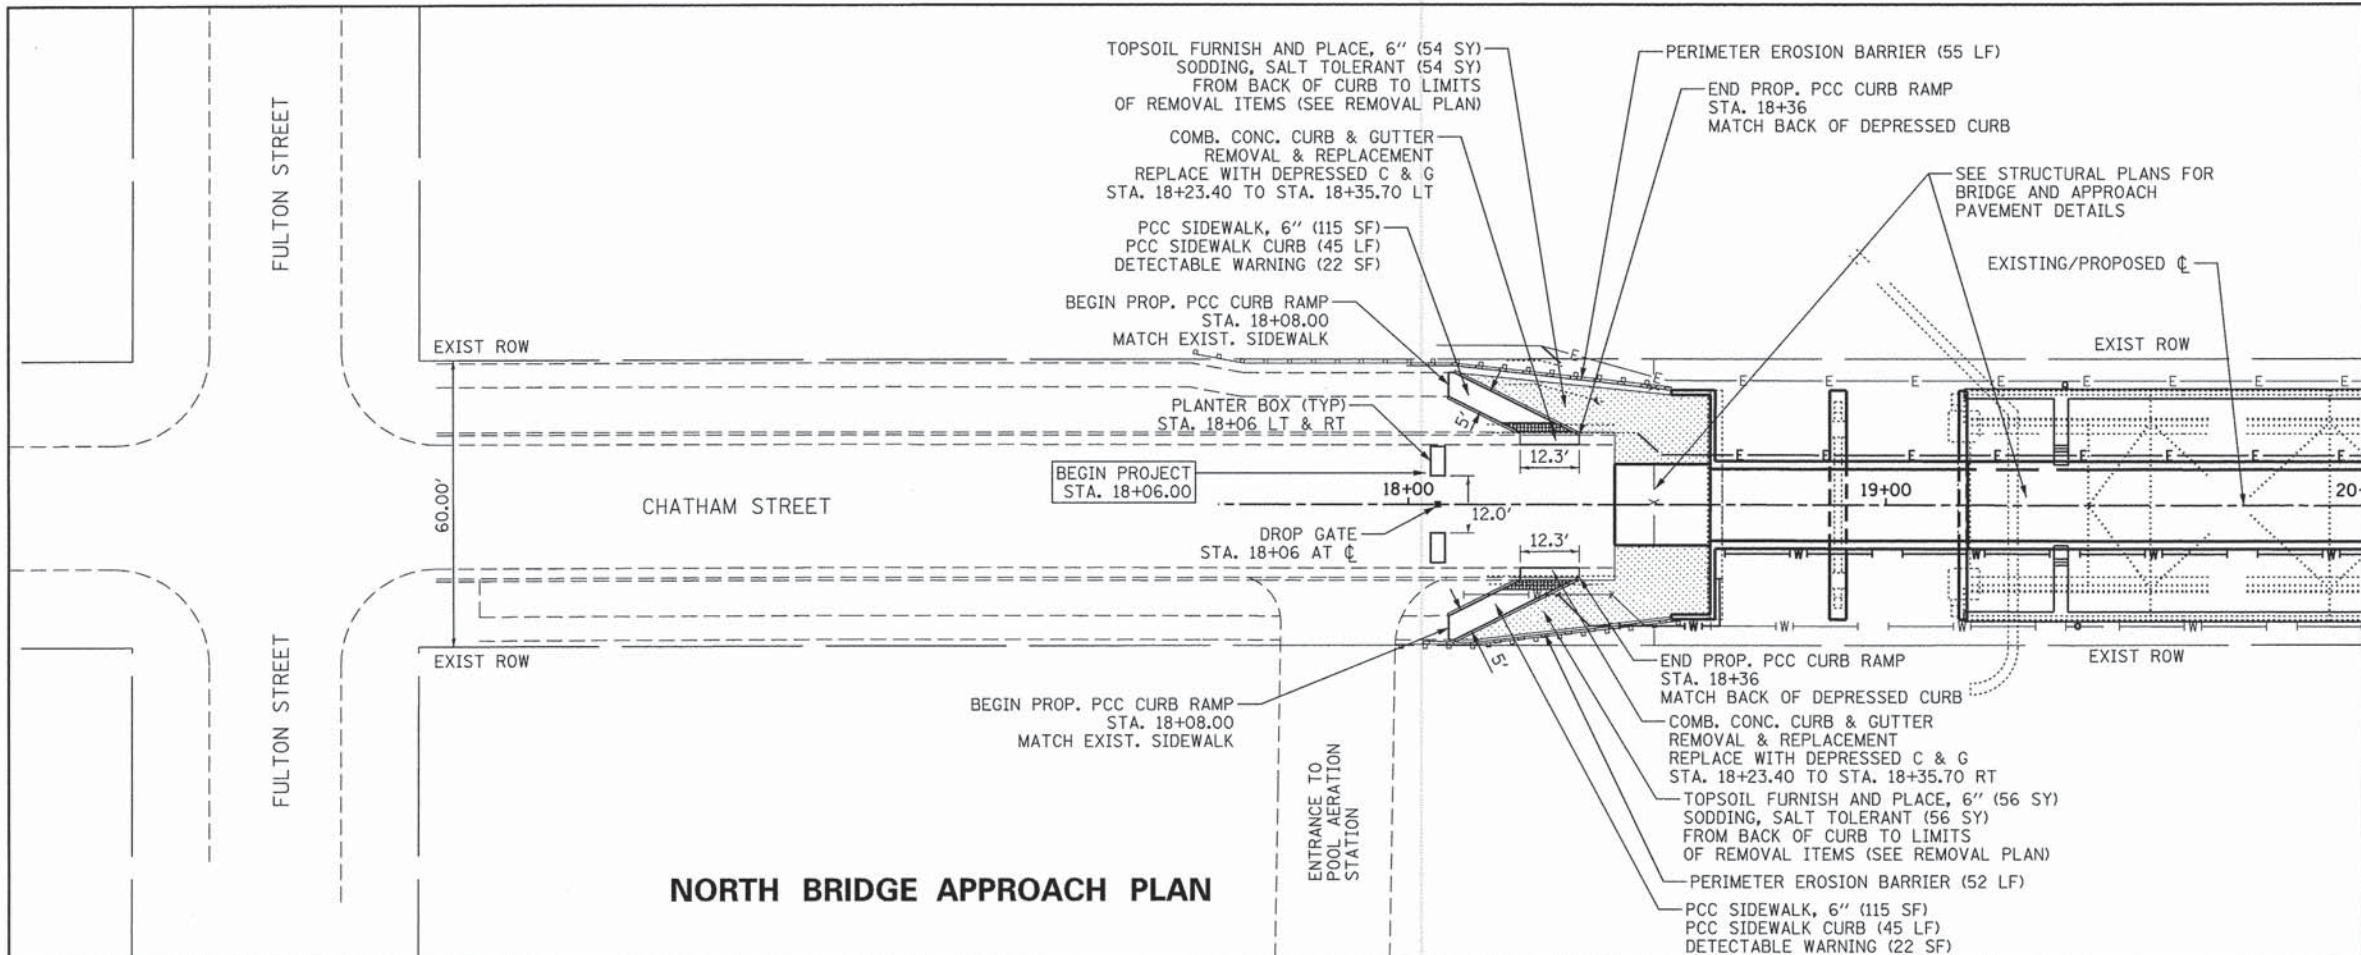 FULTON STREET
TOPSOIL FURNISH AND PLACE, 6" (54 SY)
SODDING, SALT TOLERANT (54 SY)
FROM BACK OF CURB TO LIMITS
OF REMOVAL ITEMS (SEE REMOVAL PLAN)
PERIMETER EROSION BARRIER (55 LF)
END PROP. PCC CURB RAMP
STA. 18+36
MATCH BACK OF DEPRESSED CURB
COMB. CONC. CURB & GUTTER
REMOVAL & REPLACEMENT
REPLACE WITH DEPRESSED C & G
STA. 18+23.40 TO STA. 18+35.70 LT
SEE STRUCTURAL PLANS FOR
BRIDGE AND APPROACH
PAVEMENT DETAILS
PCC SIDEWALK, 6" (115 SF)
PCC SIDEWALK CURB (45 LF)
DETECTABLE WARNING (22 SF)
EXISTING/PROPOSED ℄
BEGIN PROP. PCC CURB RAMP
STA. 18+08.00
MATCH EXIST. SIDEWALK
EXIST ROW
EXIST ROW
E
E
E E E E E E E E
PLANTER BOX (TYP)
STA. 18+06 LT & RT
5'
12.3'
E E E E E E E E
BEGIN PROJECT
STA. 18+06.00
60.00'
CHATHAM STREET
18+00
12.0'
19+00
20+
DROP GATE
STA. 18+06 AT ℄
12.3'
W W W W
W
W W W
5'
EXIST ROW
FULTON STREET
END PROP. PCC CURB RAMP
STA. 18+36
MATCH BACK OF DEPRESSED CURB
EXIST ROW
BEGIN PROP. PCC CURB RAMP
STA. 18+08.00
MATCH EXIST. SIDEWALK
COMB. CONC. CURB & GUTTER
REMOVAL & REPLACEMENT
REPLACE WITH DEPRESSED C & G
STA. 18+23.40 TO STA. 18+35.70 RT
ENTRANCE TO
POOL AERATION
STATION
TOPSOIL FURNISH AND PLACE, 6" (56 SY)
SODDING, SALT TOLERANT (56 SY)
FROM BACK OF CURB TO LIMITS
OF REMOVAL ITEMS (SEE REMOVAL PLAN)
NORTH BRIDGE APPROACH PLAN
PERIMETER EROSION BARRIER (52 LF)
PCC SIDEWALK, 6" (115 SF)
PCC SIDEWALK CURB (45 LF)
DETECTABLE WARNING (22 SF)